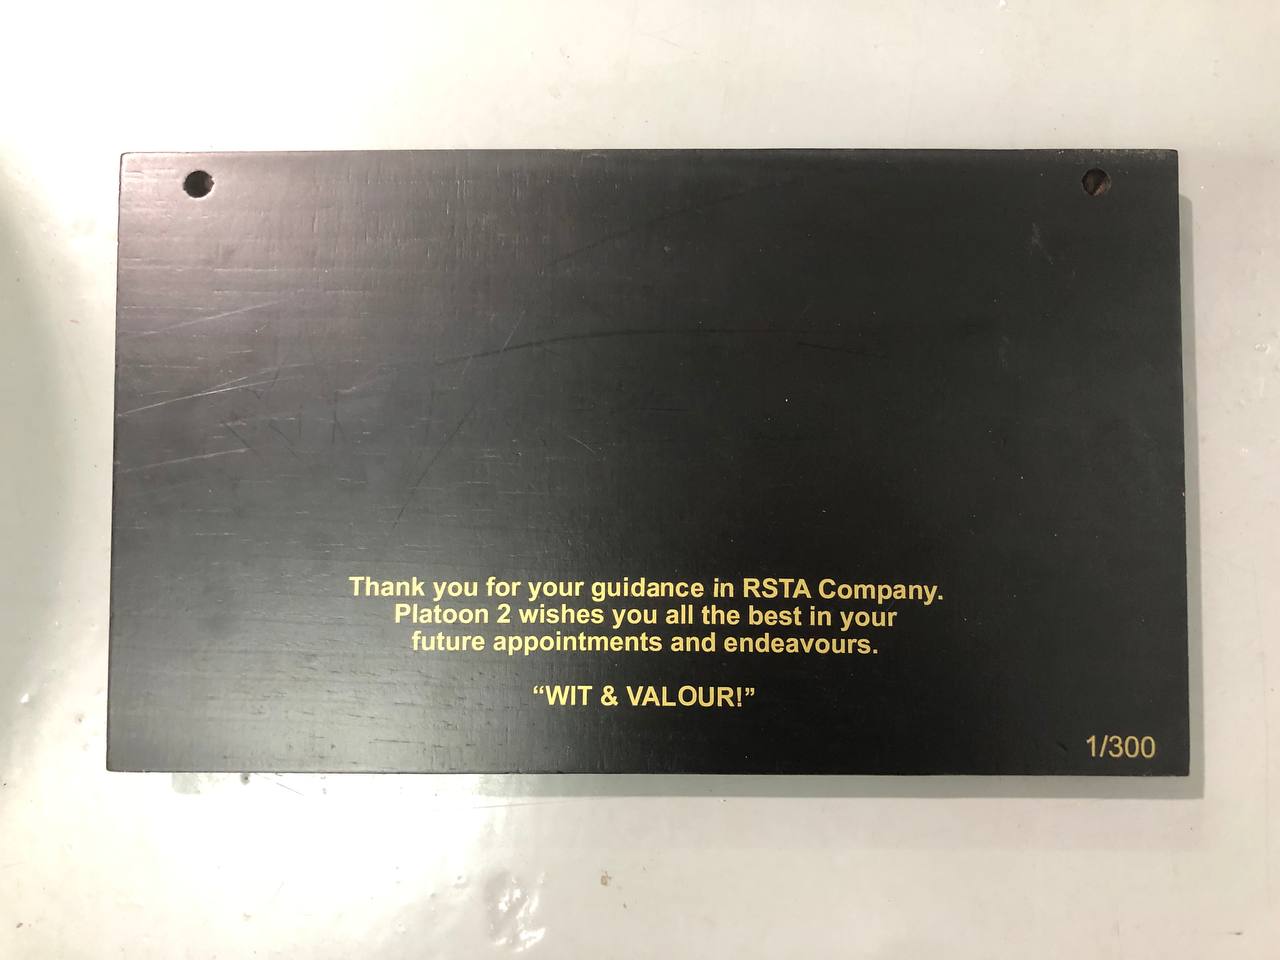 Thank you for your guidance in RSTA Company.
Platoon 2 wishes you all the best in your
future appointments and endeavours.
“WIT & VALOUR!”
1/300